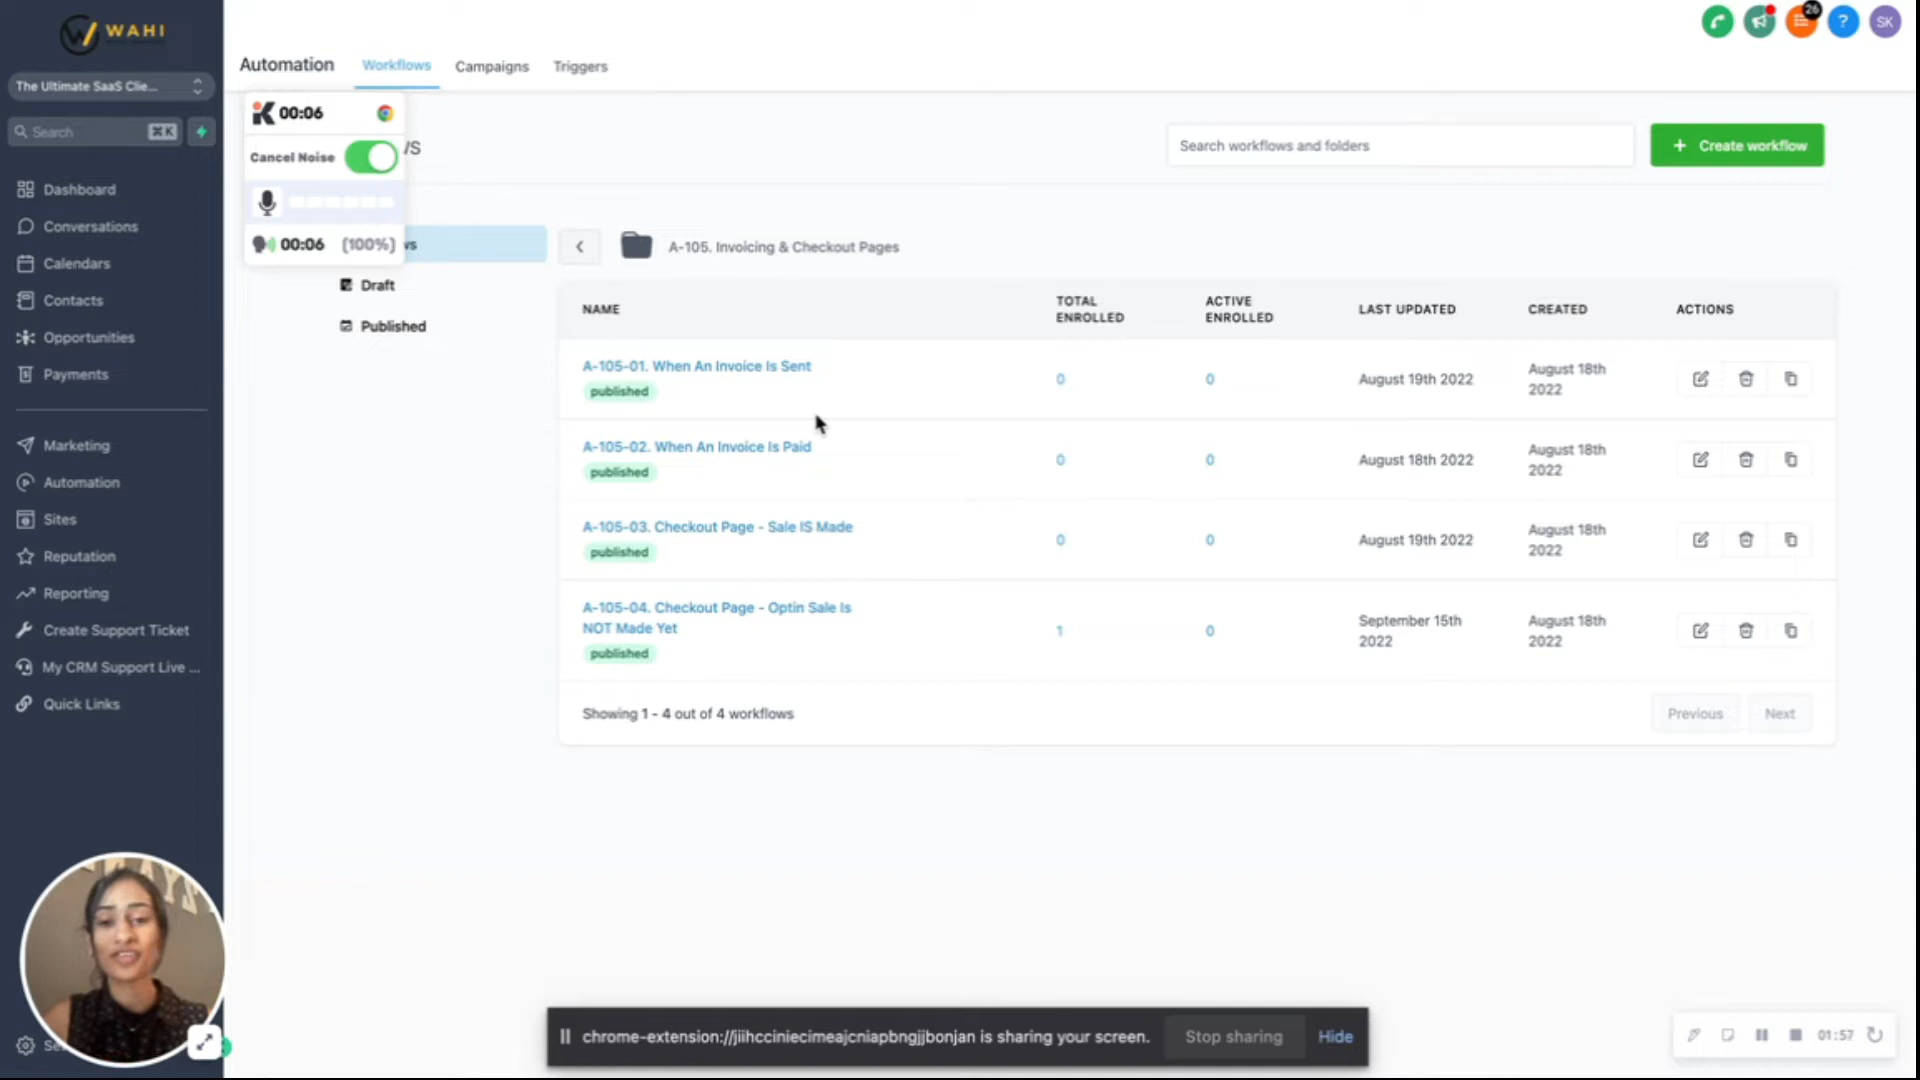 WAHI
The Ultimate SaaS Clie...
Search
⌘K
Dashboard
Conversations
Calendars
Contacts
Opportunities
Payments
Marketing
Automation
Sites
Reputation
Reporting
Create Support Ticket
My CRM Support Live ...
Quick Links
Automation
Workflows
Campaigns
Triggers
26
?
SK
00:06
Cancel Noise
00:06 (100%)
Draft
Published
Search workflows and folders
+ Create workflow
A-105. Invoicing & Checkout Pages
NAME
TOTAL
ENROLLED
ACTIVE
ENROLLED
LAST UPDATED
CREATED
ACTIONS
A-105-01. When An Invoice Is Sent
published
0
0
August 19th 2022
August 18th
2022
A-105-02. When An Invoice Is Paid
published
0
0
August 18th 2022
August 18th
2022
A-105-03. Checkout Page - Sale IS Made
published
0
0
August 19th 2022
August 18th
2022
A-105-04. Checkout Page - Optin Sale Is
NOT Made Yet
published
1
0
September 15th
2022
August 18th
2022
Showing 1 - 4 out of 4 workflows
Previous
Next
chrome-extension://jiihcciniecimeajcniapbngjjbonjan is sharing your screen.
Stop sharing
Hide
01:57